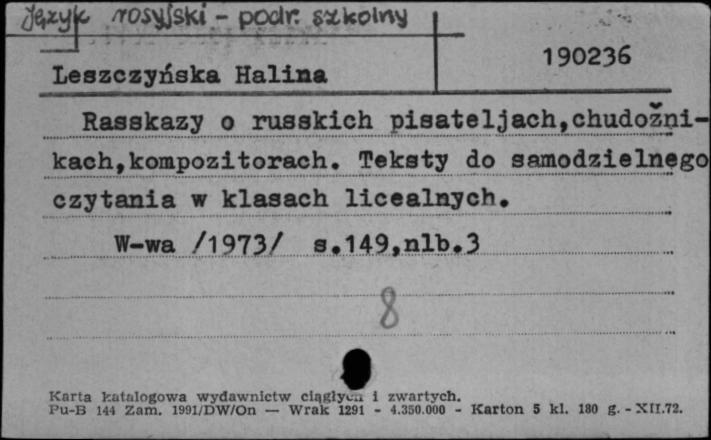 Język rosyjski - podr. szkolny
190236
Leszczyńska Halina
Rasskazy o russkich pisateljach,chudožni-
kach,kompozitorach. Teksty do samodzielnego
czytania w klasach licealnych.
W-wa /1973/ s.149,nlb.3
8
Karta katalogowa wydawnictw ciągłych i zwartych.
Pu-B 144 Zam. 1991/DW/On — Wrak 1291 - 4.350.000 - Karton 5 kl. 180 g. - XII.72.